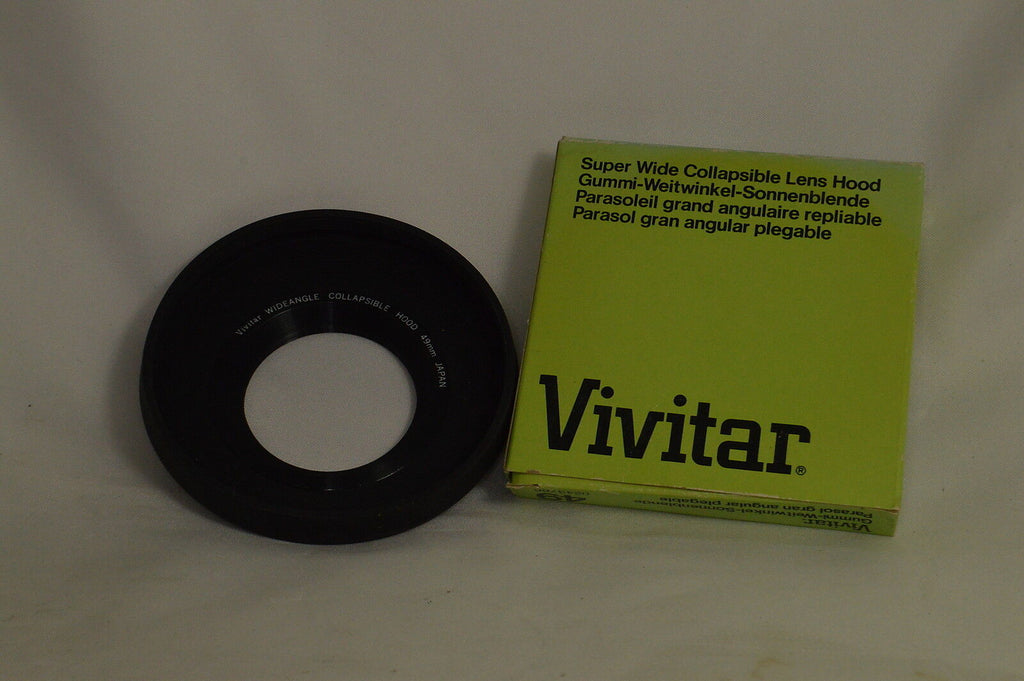 Vivitar WIDEANGLE COLLAPSIBLE HOOD 49mm JAPAN
Super Wide Collapsible Lens Hood
Gummi-Weitwinkel-Sonnenblende
Parasoleil grand angulaire repliable
Parasol gran angular plegable
Vivitar®
Vivitar
Gummi-Weitwinkel-Sonnenblende
Parasol gran angular plegable
49